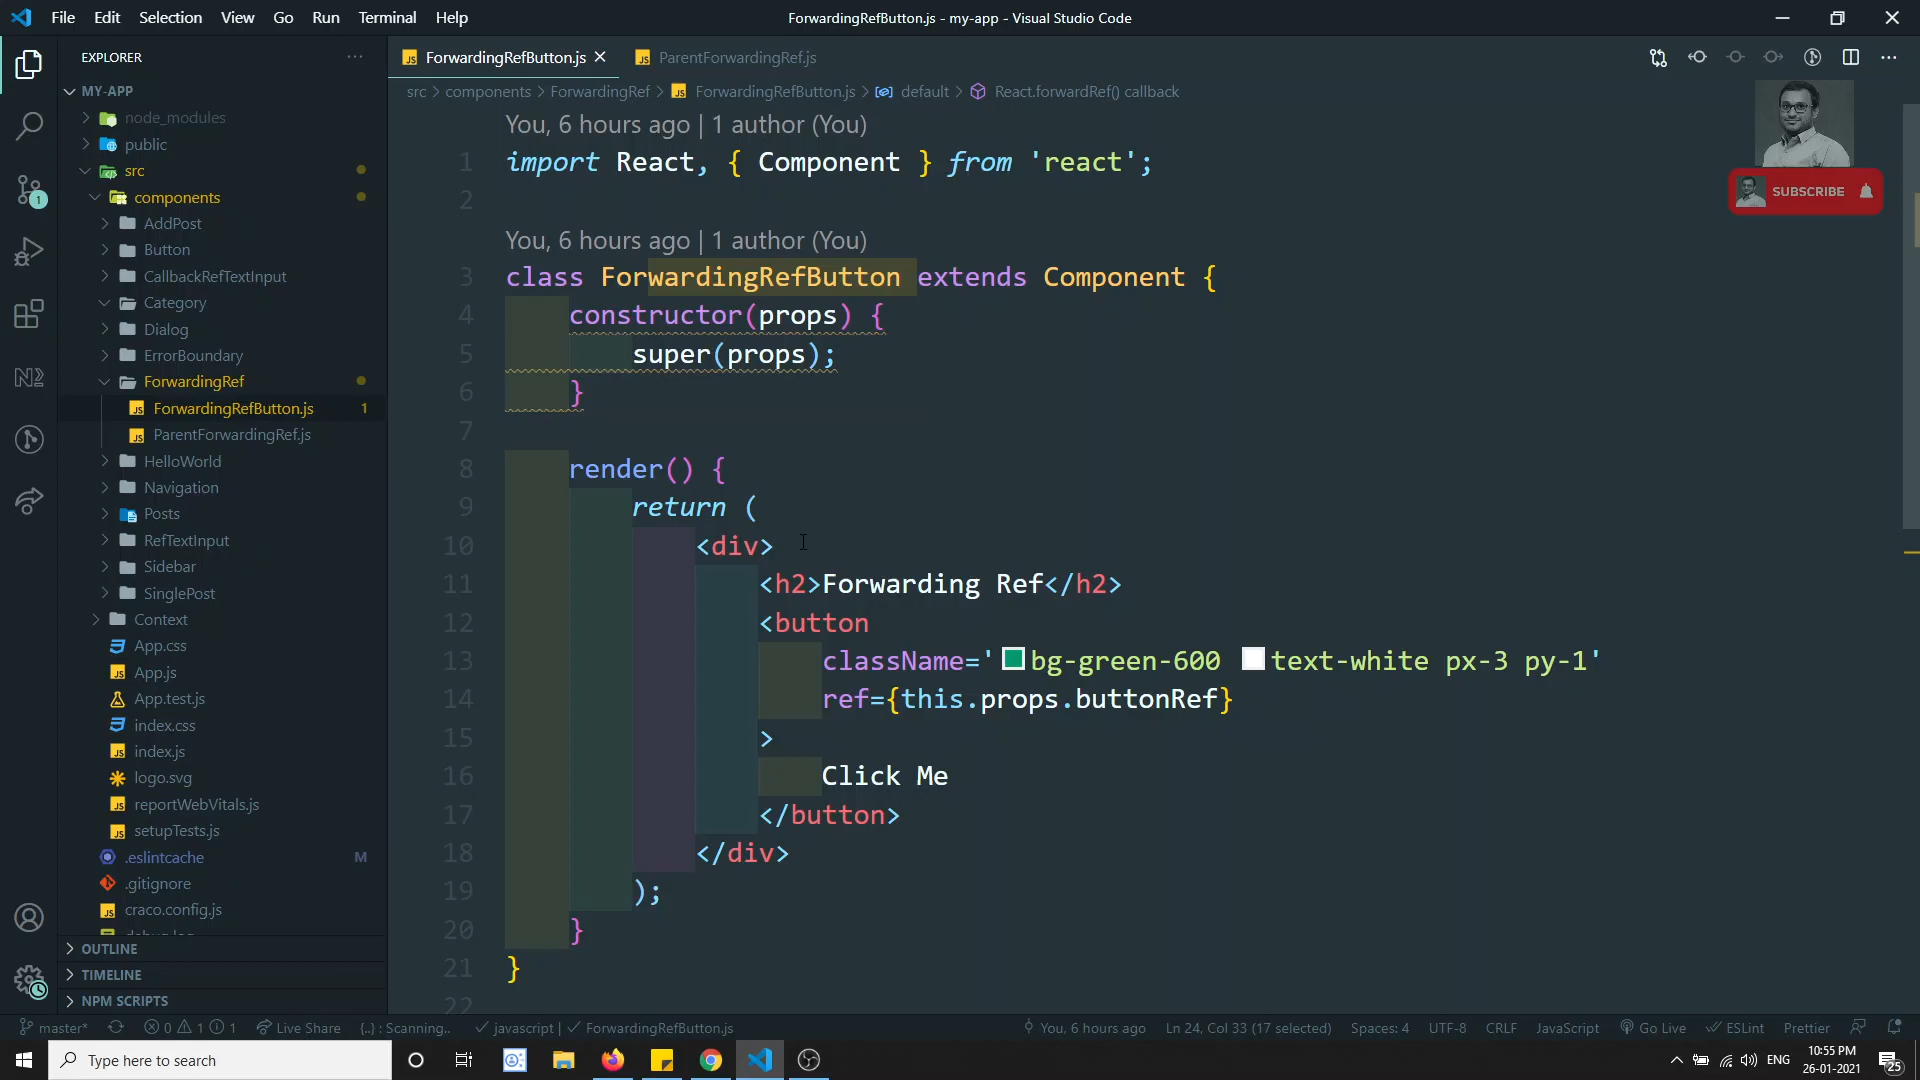 File Edit Selection View Go Run Terminal Help
ForwardingRefButton.js - my-app - Visual Studio Code
EXPLORER
MY-APP
node_modules
public
src
components
AddPost
Button
CallbackRefTextInput
Category
Dialog
ErrorBoundary
ForwardingRef
ForwardingRefButton.js 1
ParentForwardingRef.js
HelloWorld
Navigation
Posts
RefTextInput
Sidebar
SinglePost
Context
App.css
App.js
App.test.js
index.css
index.js
logo.svg
reportWebVitals.js
setupTests.js
.eslintcache M
.gitignore
craco.config.js
OUTLINE
TIMELINE
NPM SCRIPTS
ForwardingRefButton.js ParentForwardingRef.js
src > components > ForwardingRef > ForwardingRefButton.js > default > React.forwardRef() callback
SUBSCRIBE
You, 6 hours ago | 1 author (You)
1 import React, { Component } from 'react';
2
You, 6 hours ago | 1 author (You)
3 class ForwardingRefButton extends Component {
4 constructor(props) {
5 super(props);
6 }
7
8 render() {
9 return (
10 <div>
11 <h2>Forwarding Ref</h2>
12 <button
13 className='bg-green-600 text-white px-3 py-1'
14 ref={this.props.buttonRef}
15 >
16 Click Me
17 </button>
18 </div>
19 );
20 }
21 }
22
master* 0 1 1 Live Share {..} : Scanning.. javascript | ForwardingRefButton.js You, 6 hours ago Ln 24, Col 33 (17 selected) Spaces: 4 UTF-8 CRLF JavaScript Go Live ESLint Prettier
Type here to search
ENG
10:55 PM
26-01-2021
25